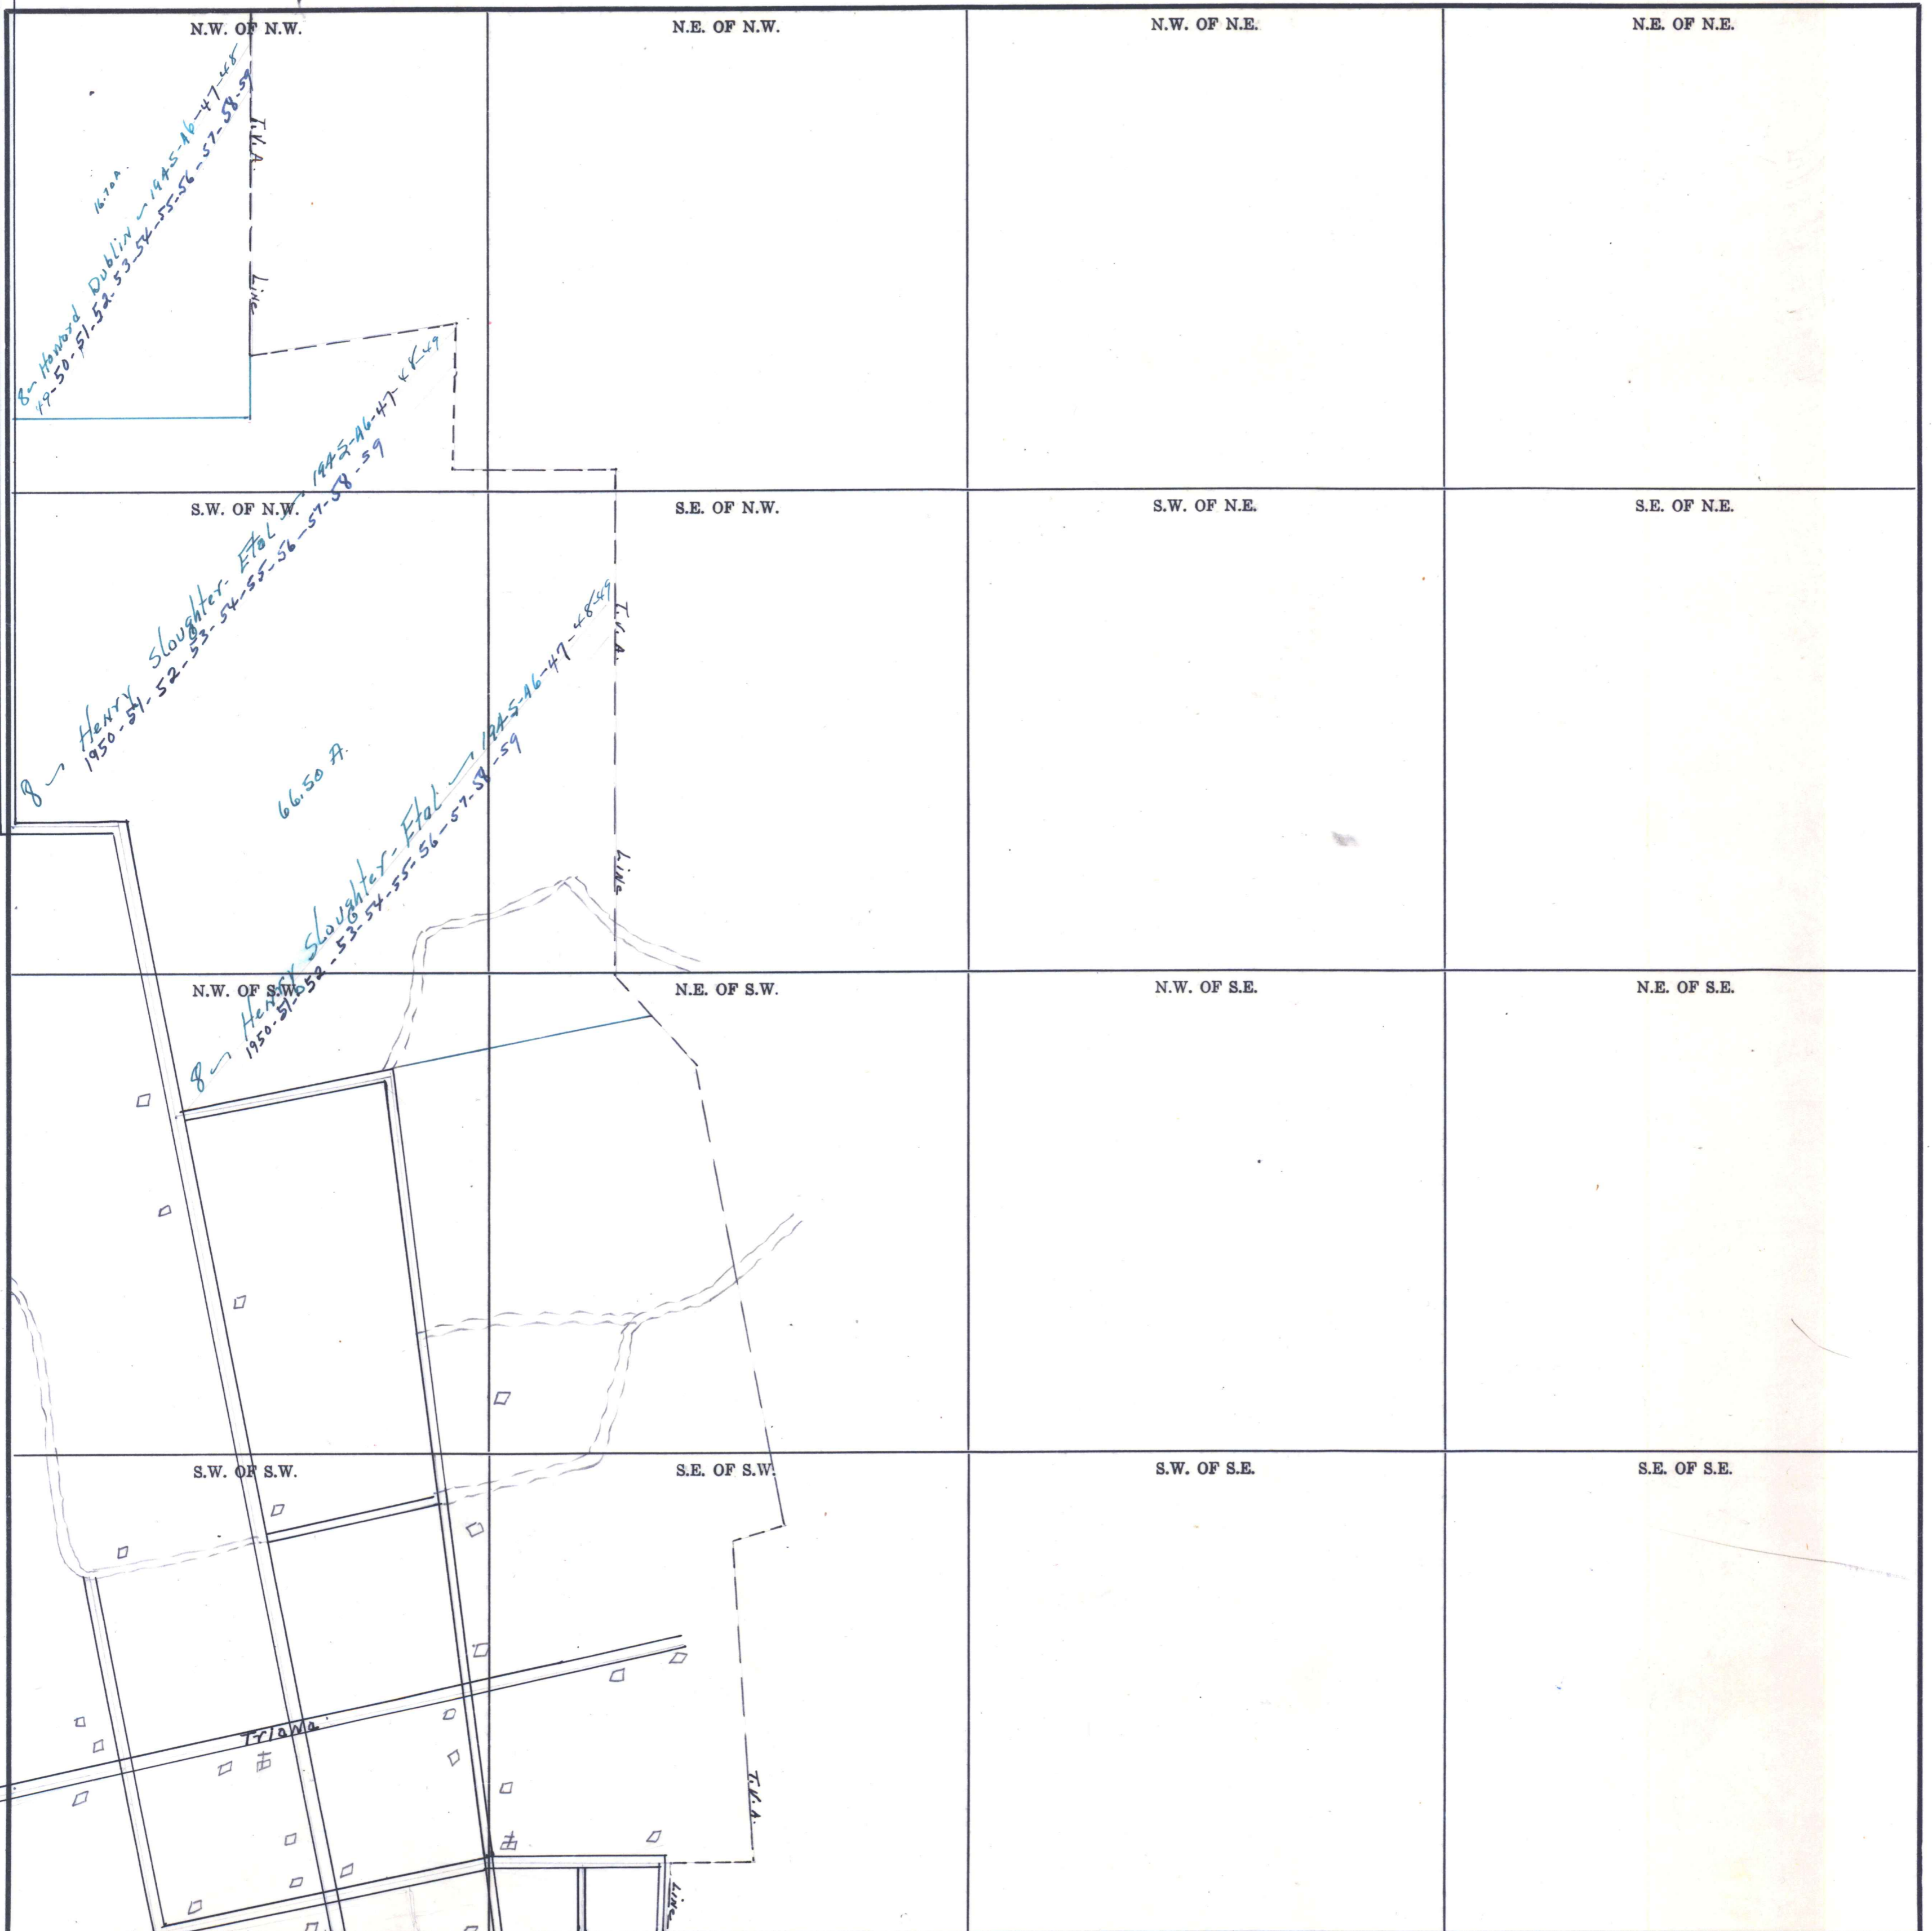 N.W. OF N.W.
N.E. OF N.W.
N.W. OF N.E.
N.E. OF N.E.
16.70 A.
8 - Howard Dublin - 1945-46-47-48
49-50-51-52-53-54-55-56-57-58-59
T.V.A.
Line
S.W. OF N.W.
S.E. OF N.W.
S.W. OF N.E.
S.E. OF N.E.
8 - Henry Sloughter- Etal - 1945-46-47-48-49
1950-51-52-53-54-55-56-57-58-59
66.50 A.
8 - Henry Sloughter- Etal - 1945-46-47-48-49
1950-51-52-53-54-55-56-57-58-59
T.V.A.
Line
N.W. OF S.W.
N.E. OF S.W.
N.W. OF S.E.
N.E. OF S.E.
S.W. OF S.W.
S.E. OF S.W.
S.W. OF S.E.
S.E. OF S.E.
Triana
T.V.A.
Line